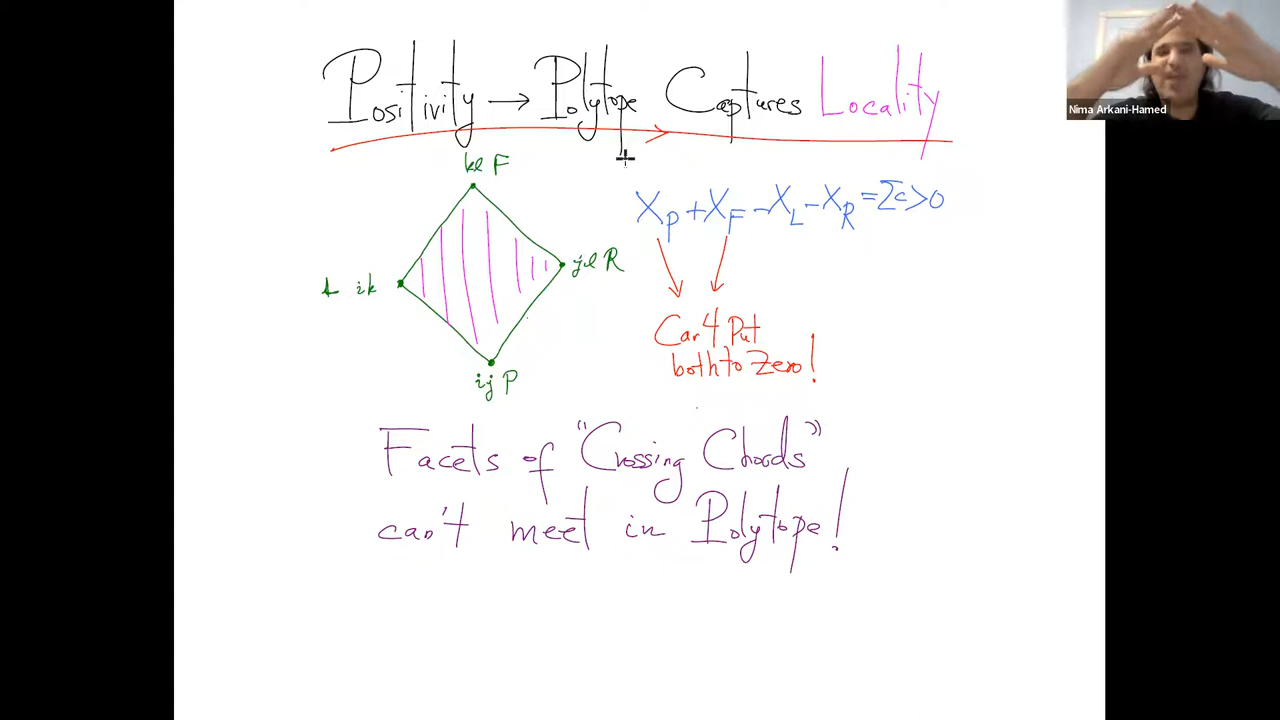 Positivity → Polytope Captures Locality
Nima Arkani-Hamed
kl F
X_P + X_F - X_L - X_R = Σc > 0
L ik
jl R
Can't Put
both to Zero!
ij P
Facets of "Crossing Chords"
can't meet in Polytope!